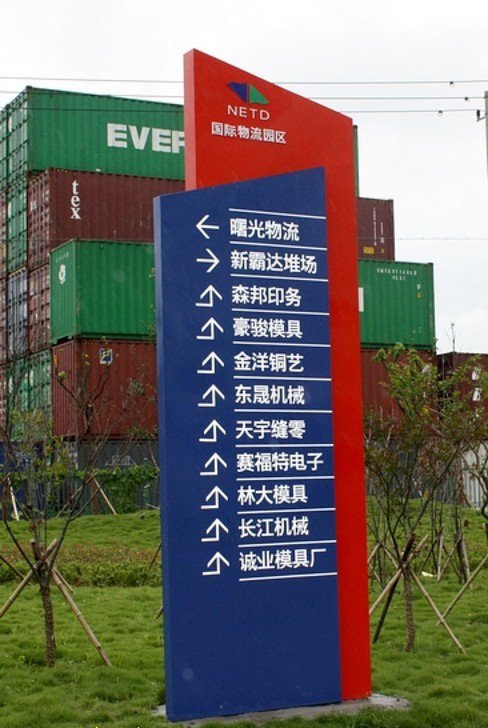 EVER
tex
NETD
国际物流园区
曙光物流
新霸达堆场
森邦印务
豪骏模具
金洋铜艺
东晟机械
天宇缝零
赛福特电子
林大模具
长江机械
诚业模具厂